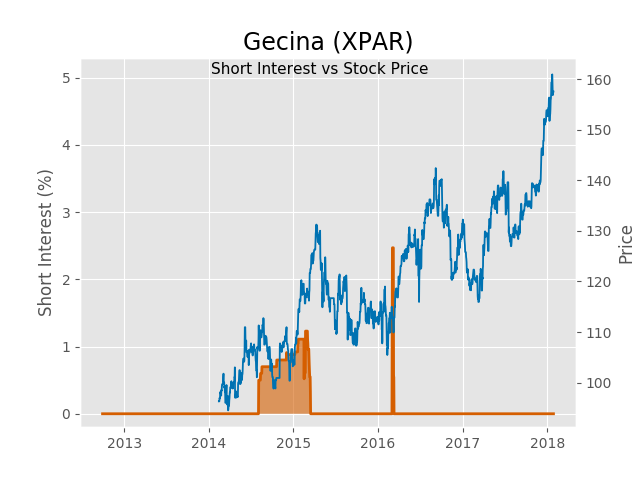 Gecina (XPAR)
Short Interest vs Stock Price
Short Interest (%)
5
4
3
2
1
0
160
150
140
130
120
110
100
Price
2013 2014 2015 2016 2017 2018